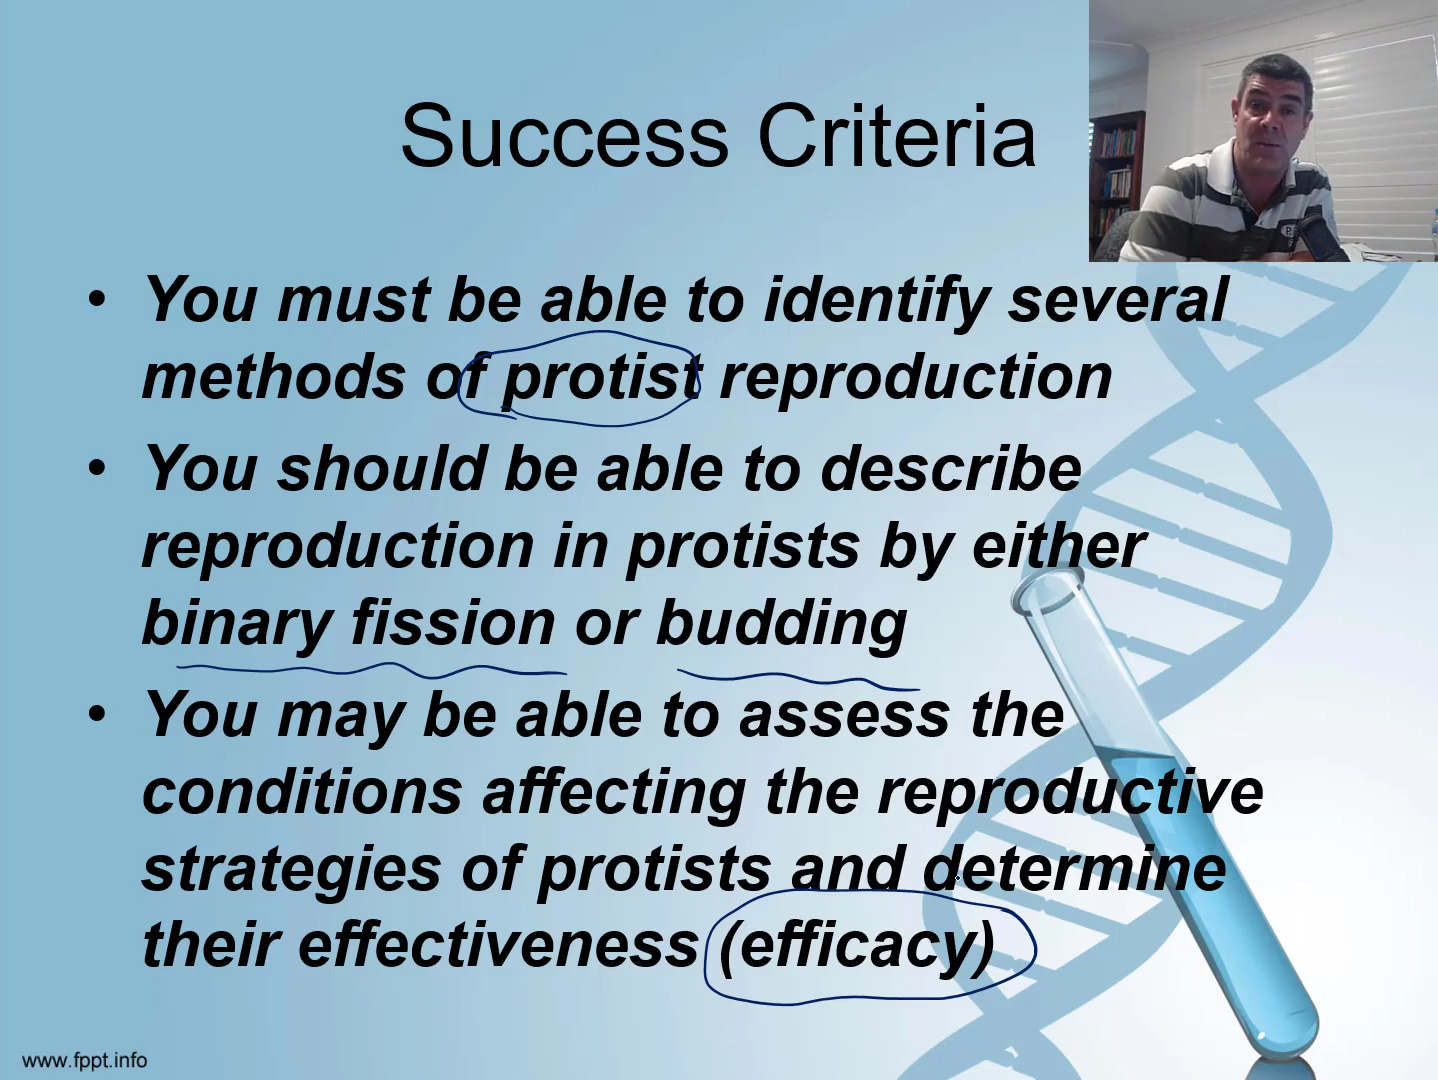 Success Criteria
• You must be able to identify several
methods of protist reproduction
• You should be able to describe
reproduction in protists by either
binary fission or budding
• You may be able to assess the
conditions affecting the reproductive
strategies of protists and determine
their effectiveness (efficacy)
www.fppt.info